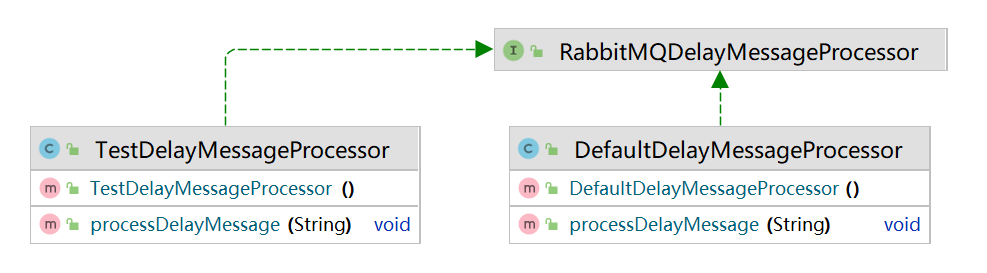 I RabbitMQDelayMessageProcessor
C TestDelayMessageProcessor
m TestDelayMessageProcessor ()
m processDelayMessage (String) void
C DefaultDelayMessageProcessor
m DefaultDelayMessageProcessor ()
m processDelayMessage (String) void